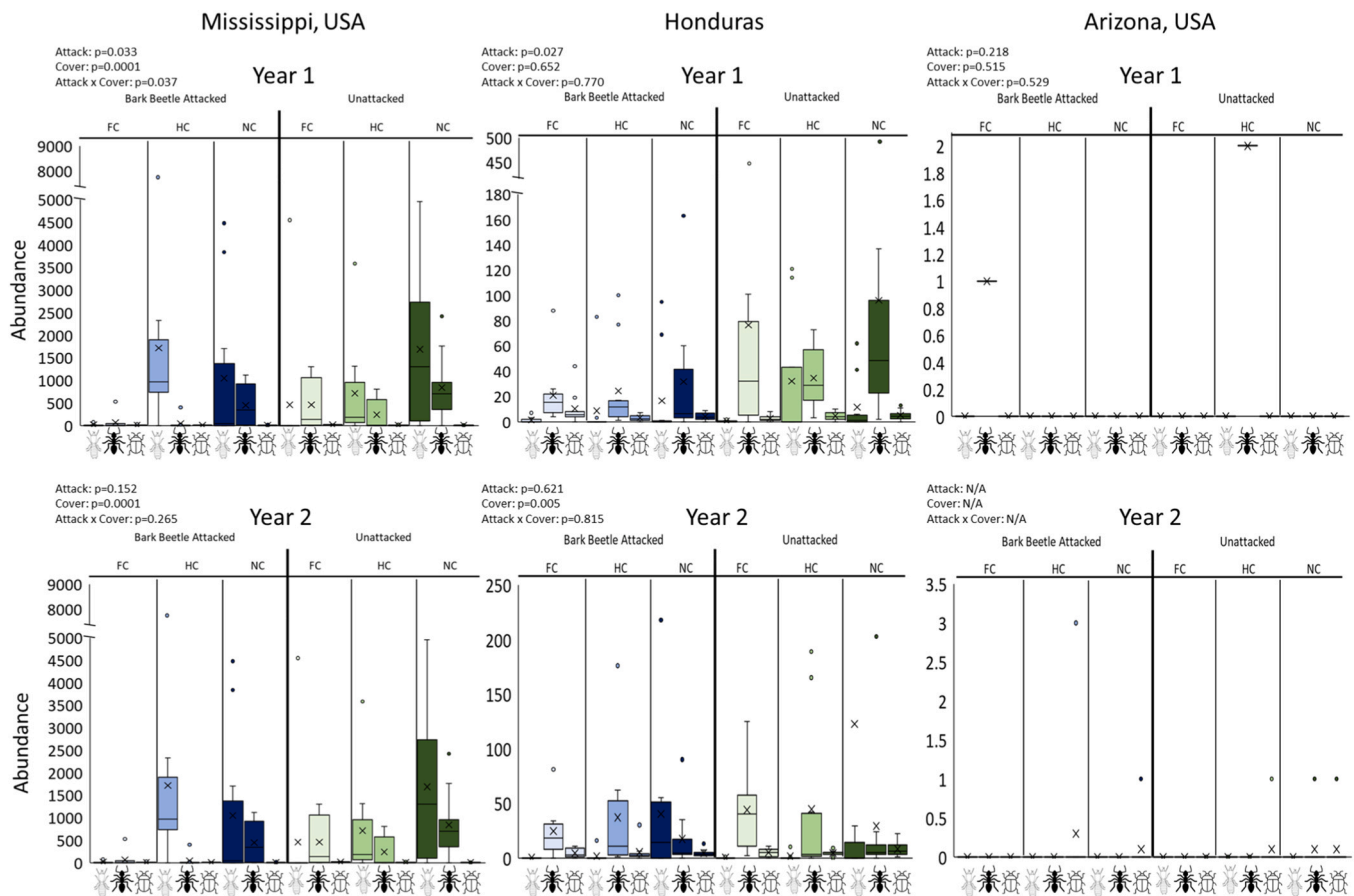 Mississippi, USA
Honduras
Arizona, USA
Attack: p=0.033
Cover: p=0.0001
Attack x Cover: p=0.037
Year 1
Bark Beetle Attacked
Unattacked
FC
HC
NC
FC
HC
NC
Abundance
9000
8000
5000
4500
4000
3500
3000
2500
2000
1500
1000
500
0
Attack: p=0.027
Cover: p=0.652
Attack x Cover: p=0.770
Year 1
Bark Beetle Attacked
Unattacked
FC
HC
NC
FC
HC
NC
500
450
180
160
140
120
100
80
60
40
20
0
Attack: p=0.218
Cover: p=0.515
Attack x Cover: p=0.529
Year 1
Bark Beetle Attacked
Unattacked
FC
HC
NC
FC
HC
NC
2
1.8
1.6
1.4
1.2
1
0.8
0.6
0.4
0.2
0
Attack: p=0.152
Cover: p=0.0001
Attack x Cover: p=0.265
Year 2
Bark Beetle Attacked
Unattacked
FC
HC
NC
FC
HC
NC
Abundance
9000
8000
5000
4500
4000
3500
3000
2500
2000
1500
1000
500
0
Attack: p=0.621
Cover: p=0.005
Attack x Cover: p=0.815
Year 2
Bark Beetle Attacked
Unattacked
FC
HC
NC
FC
HC
NC
250
200
150
100
50
0
Attack: N/A
Cover: N/A
Attack x Cover: N/A
Year 2
Bark Beetle Attacked
Unattacked
FC
HC
NC
FC
HC
NC
3.5
3
2.5
2
1.5
1
0.5
0